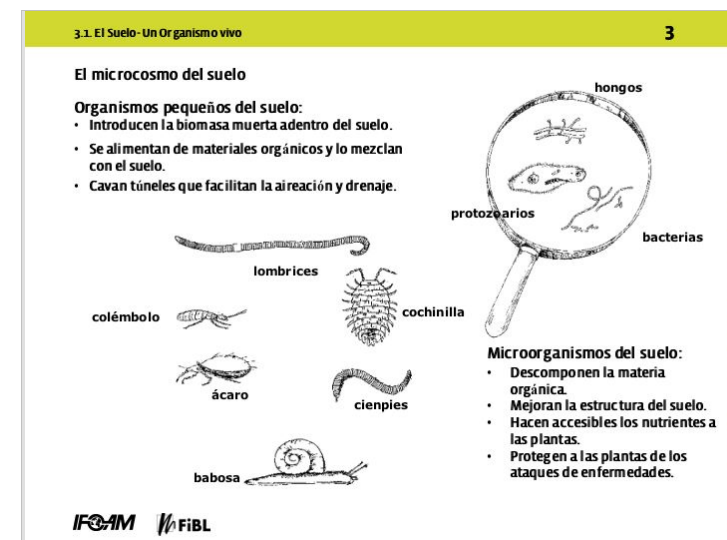 3.1. El Suelo - Un Organismo vivo
3
El microcosmo del suelo
Organismos pequeños del suelo:
• Introducen la biomasa muerta adentro del suelo.
• Se alimentan de materiales orgánicos y lo mezclan
con el suelo.
• Cavan túneles que facilitan la aireación y drenaje.
hongos
protozoarios
bacterias
lombrices
colémbolo
cochinilla
ácaro
cienpies
babosa
Microorganismos del suelo:
• Descomponen la materia
orgánica.
• Mejoran la estructura del suelo.
• Hacen accesibles los nutrientes a
las plantas.
• Protegen a las plantas de los
ataques de enfermedades.
IFOAM
FiBL